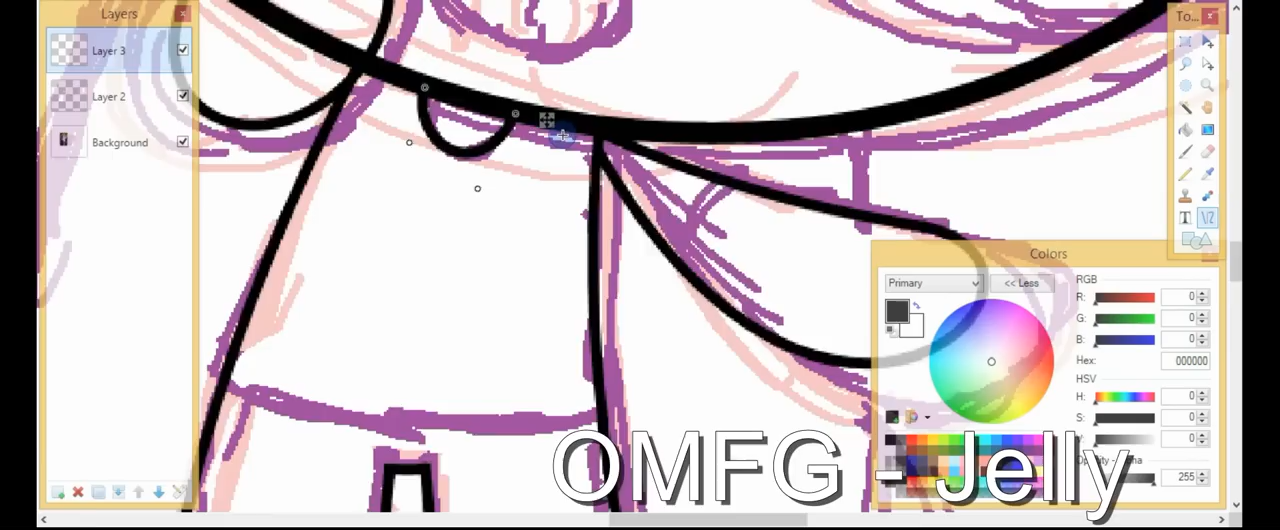 Layers
Layer 3
Layer 2
Background
To...
Colors
Primary
<< Less
RGB
R: 0
G: 0
B: 0
Hex: 000000
HSV
H: 0
S: 0
0
255
T
OMFG - Jelly